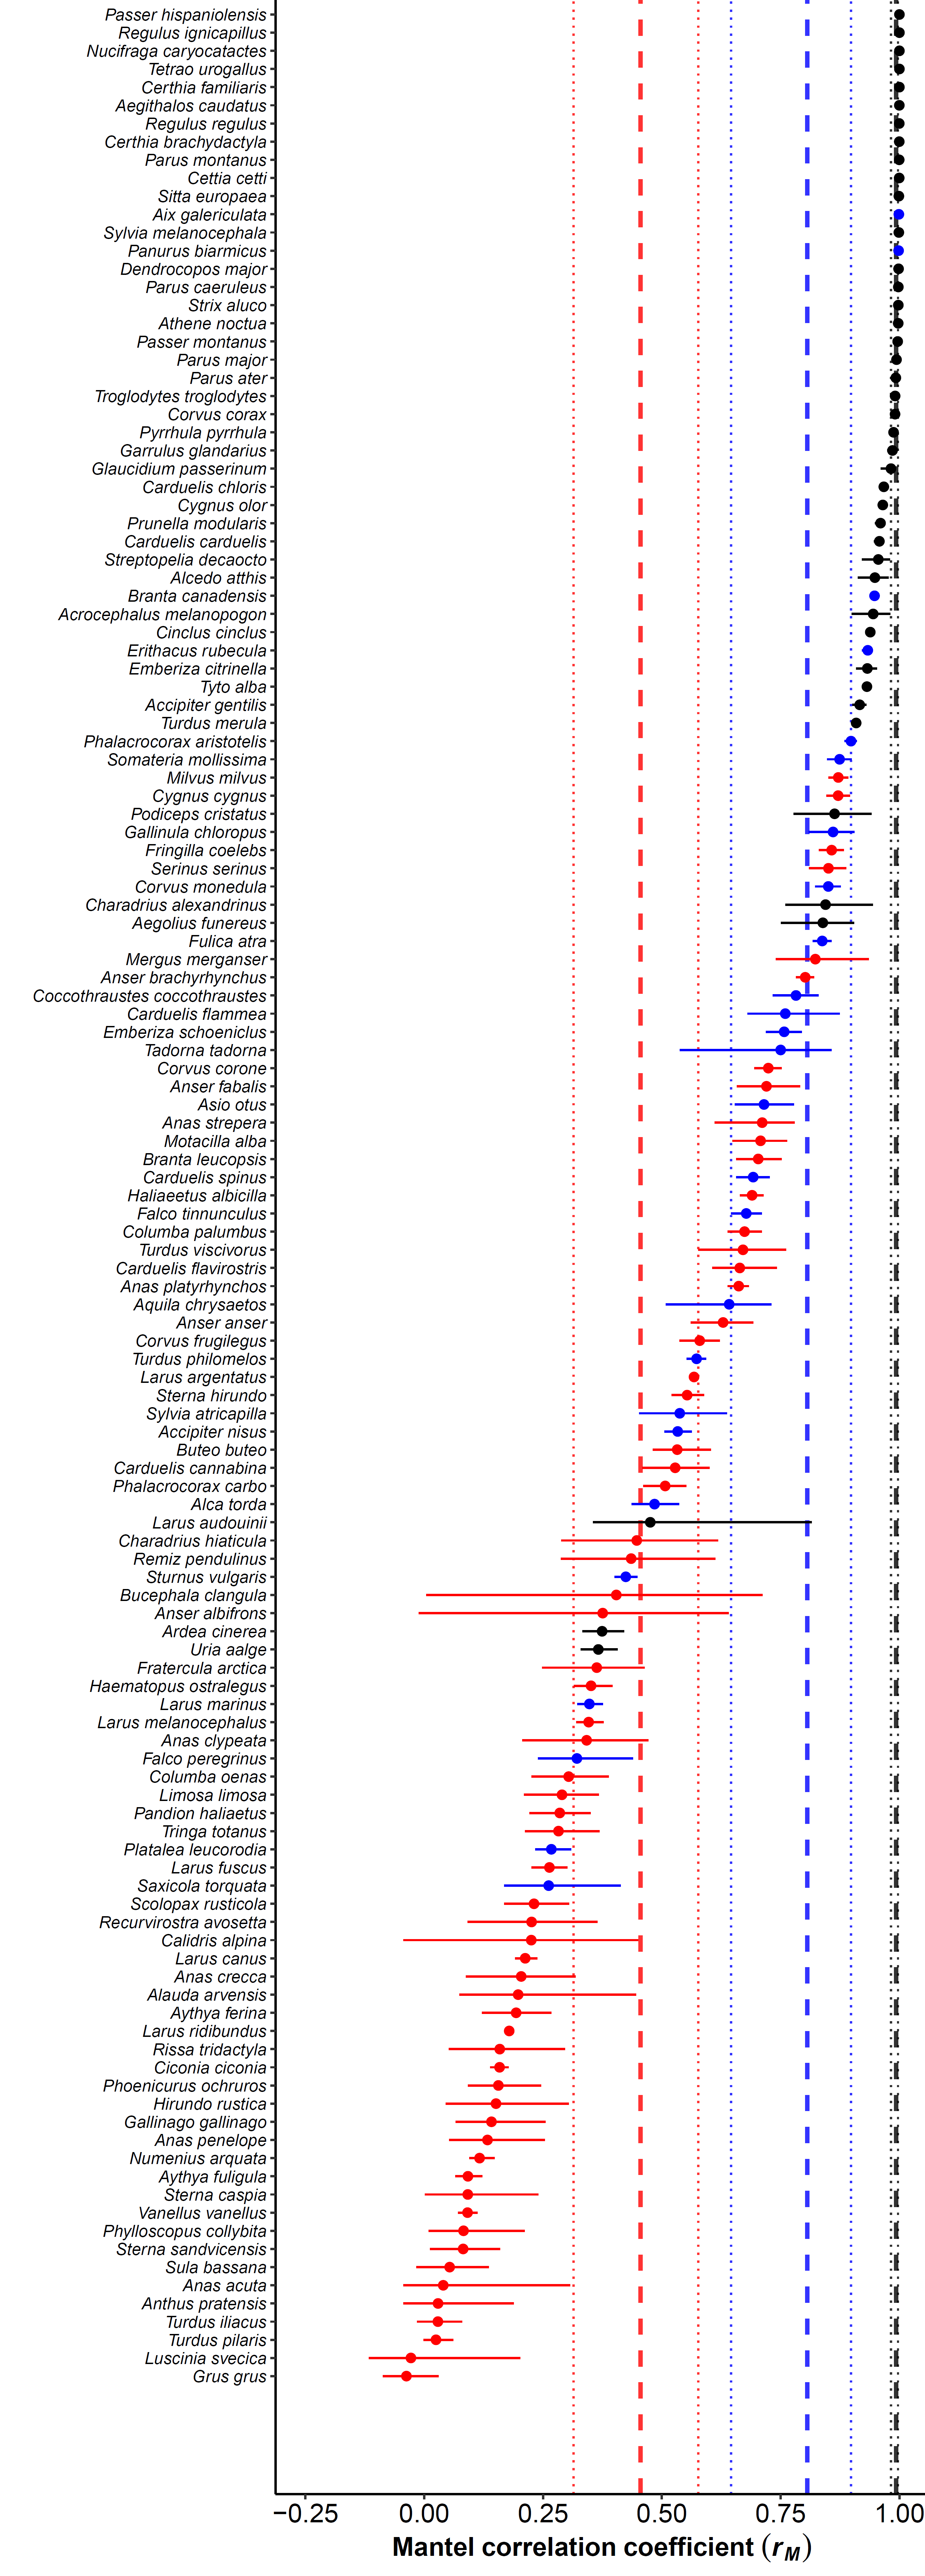 Passer hispaniolensis
Regulus ignicapillus
Nucifraga caryocatactes
Tetrao urogallus
Certhia familiaris
Aegithalos caudatus
Regulus regulus
Certhia brachydactyla
Parus montanus
Cettia cetti
Sitta europaea
Aix galericulata
Sylvia melanocephala
Panurus biarmicus
Dendrocopos major
Parus caeruleus
Strix aluco
Athene noctua
Passer montanus
Parus major
Parus ater
Troglodytes troglodytes
Corvus corax
Pyrrhula pyrrhula
Garrulus glandarius
Glaucidium passerinum
Carduelis chloris
Cygnus olor
Prunella modularis
Carduelis carduelis
Streptopelia decaocto
Alcedo atthis
Branta canadensis
Acrocephalus melanopogon
Cinclus cinclus
Erithacus rubecula
Emberiza citrinella
Tyto alba
Accipiter gentilis
Turdus merula
Phalacrocorax aristotelis
Somateria mollissima
Milvus milvus
Cygnus cygnus
Podiceps cristatus
Gallinula chloropus
Fringilla coelebs
Serinus serinus
Corvus monedula
Charadrius alexandrinus
Aegolius funereus
Fulica atra
Mergus merganser
Anser brachyrhynchus
Coccothraustes coccothraustes
Carduelis flammea
Emberiza schoeniclus
Tadorna tadorna
Corvus corone
Anser fabalis
Asio otus
Anas strepera
Motacilla alba
Branta leucopsis
Carduelis spinus
Haliaeetus albicilla
Falco tinnunculus
Columba palumbus
Turdus viscivorus
Carduelis flavirostris
Anas platyrhynchos
Aquila chrysaetos
Anser anser
Corvus frugilegus
Turdus philomelos
Larus argentatus
Sterna hirundo
Sylvia atricapilla
Accipiter nisus
Buteo buteo
Carduelis cannabina
Phalacrocorax carbo
Alca torda
Larus audouinii
Charadrius hiaticula
Remiz pendulinus
Sturnus vulgaris
Bucephala clangula
Anser albifrons
Ardea cinerea
Uria aalge
Fratercula arctica
Haematopus ostralegus
Larus marinus
Larus melanocephalus
Anas clypeata
Falco peregrinus
Columba oenas
Limosa limosa
Pandion haliaetus
Tringa totanus
Platalea leucorodia
Larus fuscus
Saxicola torquata
Scolopax rusticola
Recurvirostra avosetta
Calidris alpina
Larus canus
Anas crecca
Alauda arvensis
Aythya ferina
Larus ridibundus
Rissa tridactyla
Ciconia ciconia
Phoenicurus ochruros
Hirundo rustica
Gallinago gallinago
Anas penelope
Numenius arquata
Aythya fuligula
Sterna caspia
Vanellus vanellus
Phylloscopus collybita
Sterna sandvicensis
Sula bassana
Anas acuta
Anthus pratensis
Turdus iliacus
Turdus pilaris
Luscinia svecica
Grus grus
−0.25 0.00 0.25 0.50 0.75 1.00
Mantel correlation coefficient (rM)